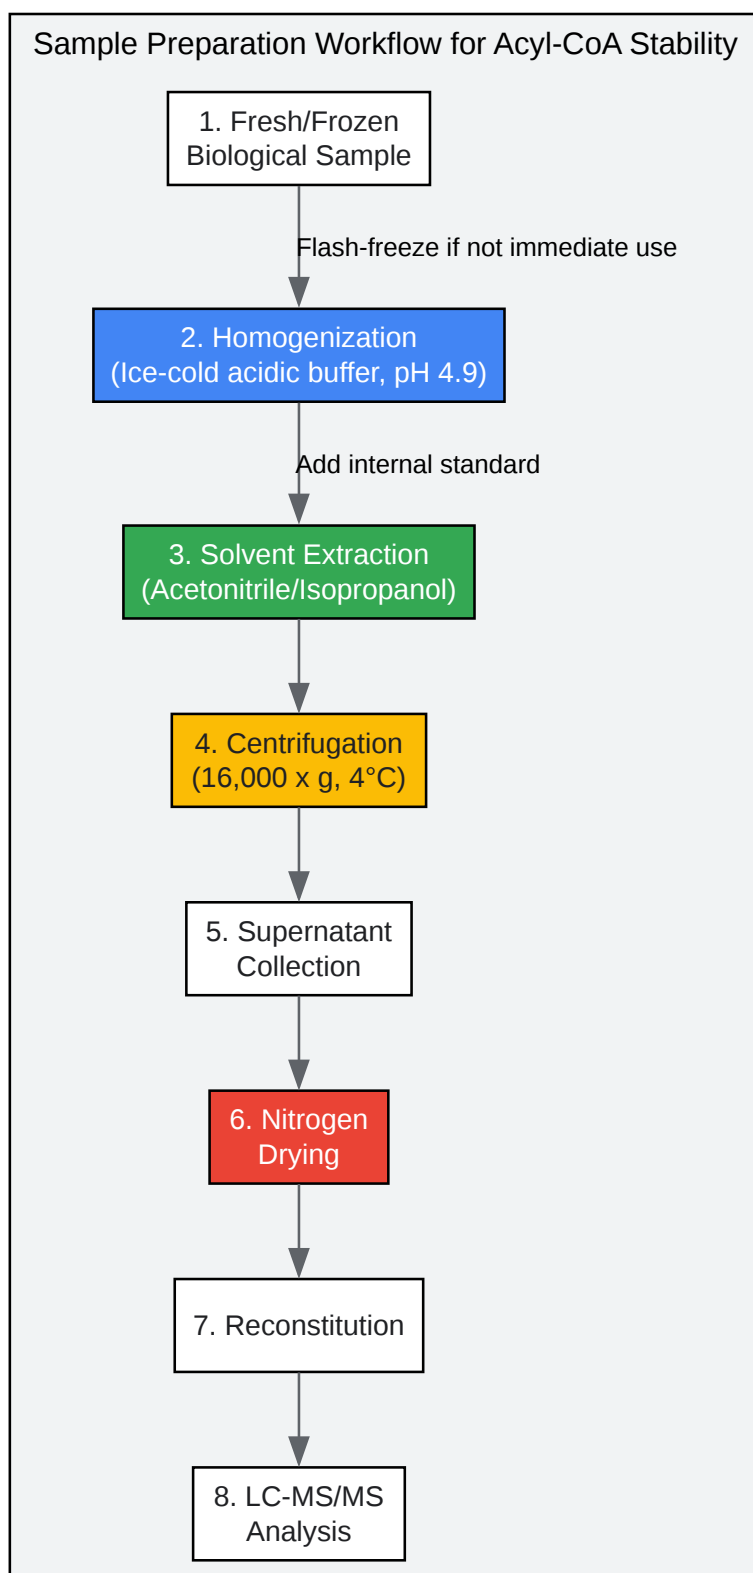 Sample Preparation Workflow for Acyl-CoA Stability
1. Fresh/Frozen
Biological Sample
Flash-freeze if not immediate use
2. Homogenization
(Ice-cold acidic buffer, pH 4.9)
Add internal standard
3. Solvent Extraction
(Acetonitrile/Isopropanol)
4. Centrifugation
(16,000 x g, 4°C)
5. Supernatant
Collection
6. Nitrogen
Drying
7. Reconstitution
8. LC-MS/MS
Analysis